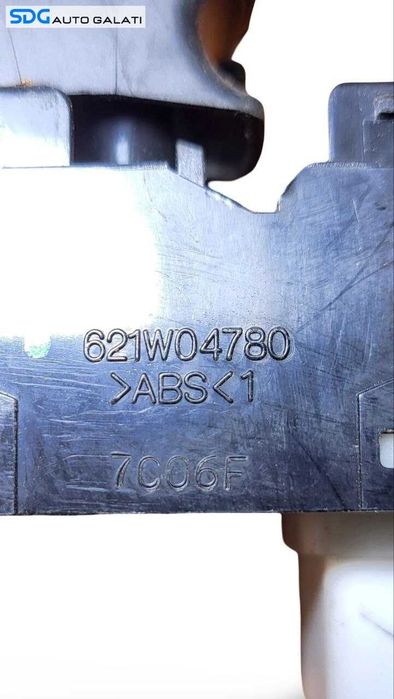 SDG AUTO GALATI
621W04780
>ABS<1
7C06F